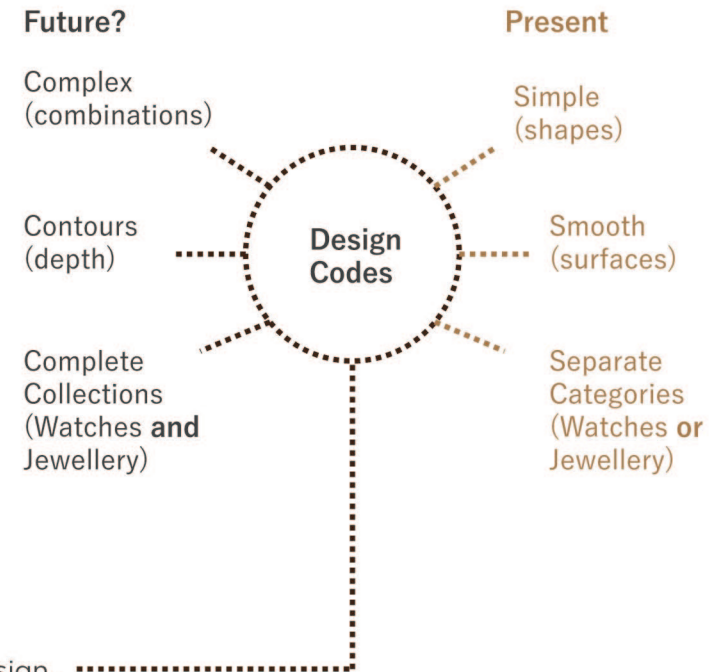 Future?
Complex
(combinations)
Contours
(depth)
Complete
Collections
(Watches and
Jewellery)
Design
Codes
Present
Simple
(shapes)
Smooth
(surfaces)
Separate
Categories
(Watches or
Jewellery)
sign